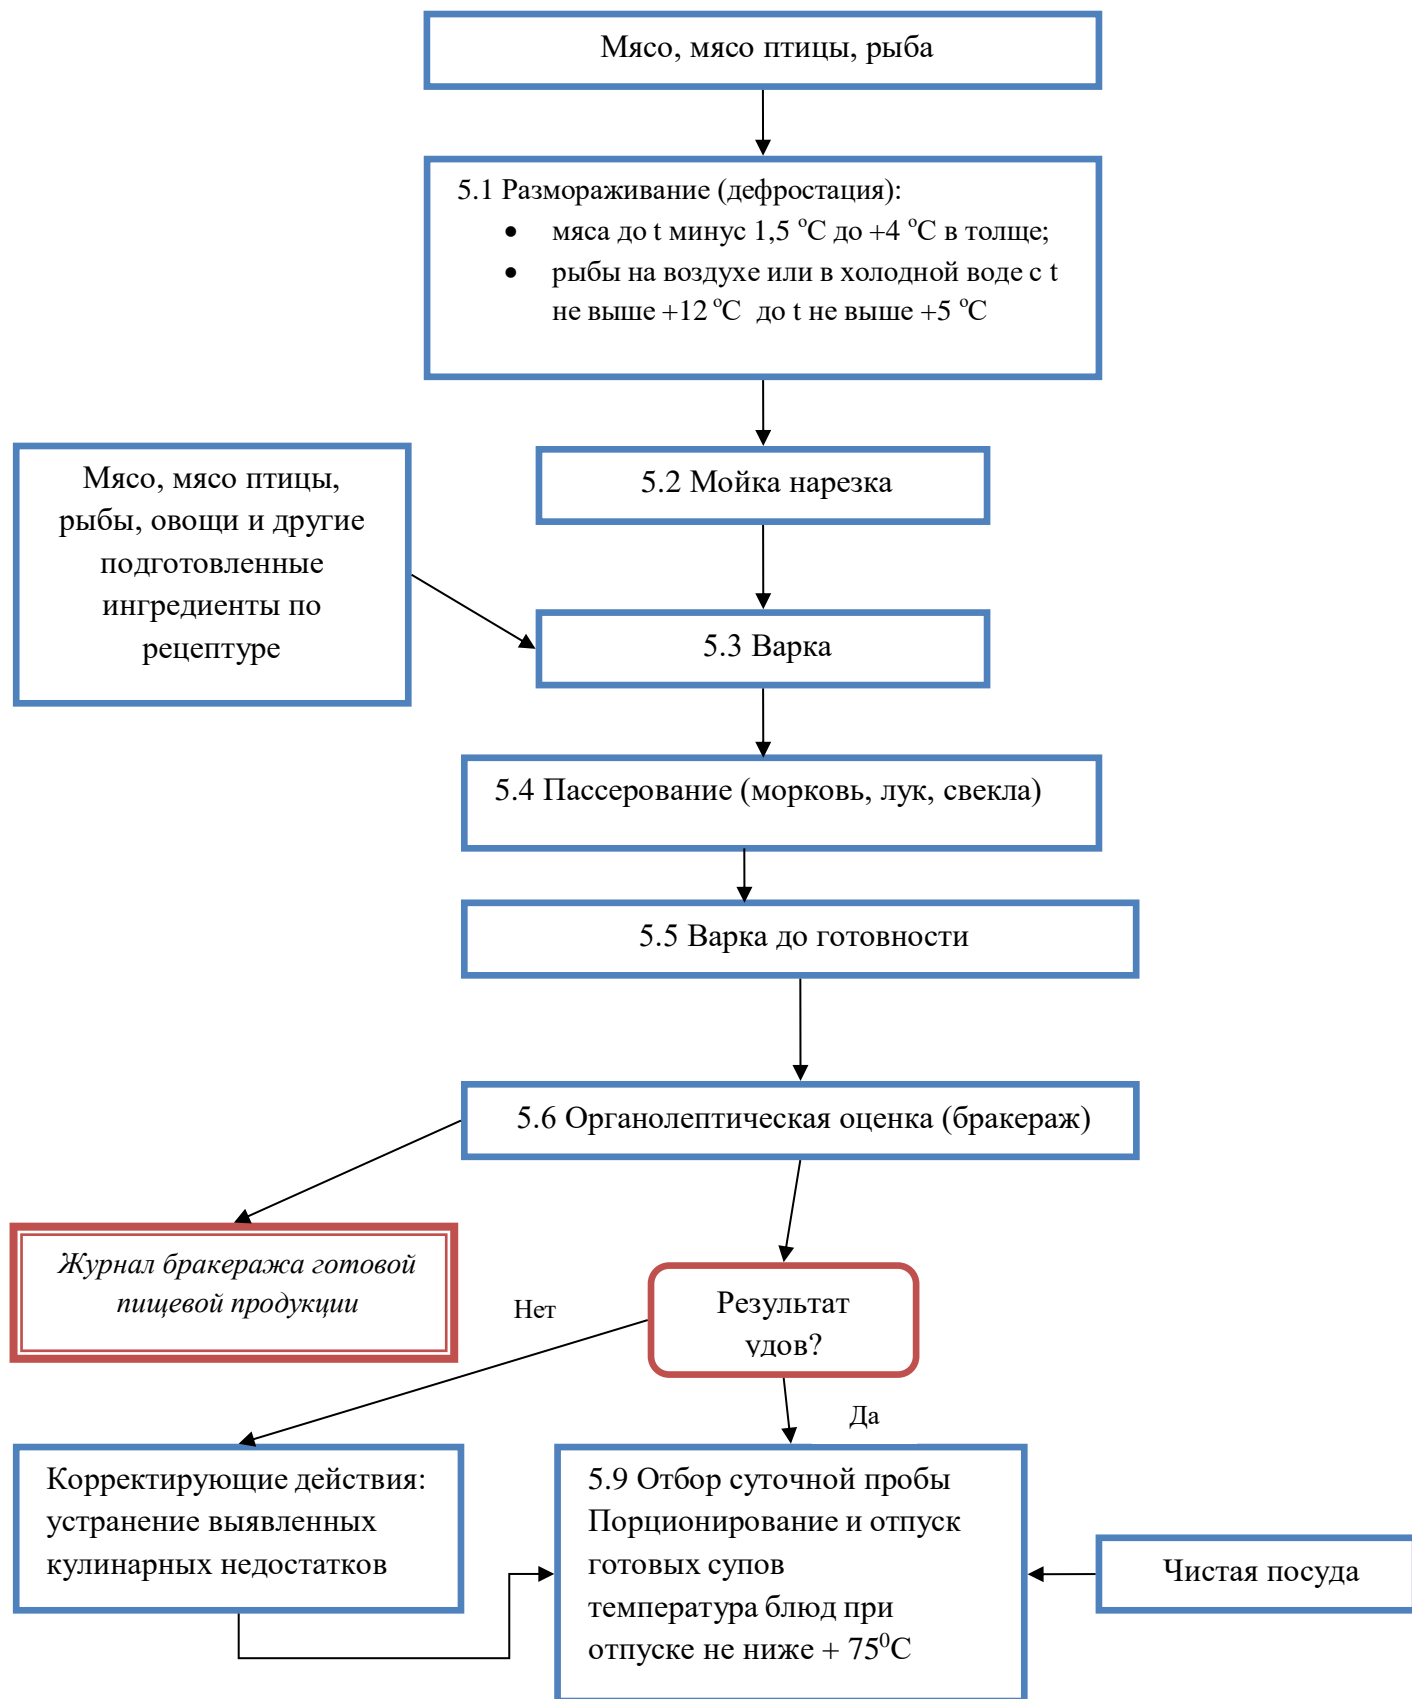 Мясо, мясо птицы, рыба
5.1 Размораживание (дефростация):
• мяса до t минус 1,5 °С до +4 °С в толще;
• рыбы на воздухе или в холодной воде с t
не выше +12 °С до t не выше +5 °С
5.2 Мойка нарезка
Мясо, мясо птицы,
рыбы, овощи и другие
подготовленные
ингредиенты по
рецептуре
5.3 Варка
5.4 Пассерование (морковь, лук, свекла)
5.5 Варка до готовности
5.6 Органолептическая оценка (бракераж)
Журнал бракеража готовой
пищевой продукции
Результат
удов?
Нет
Да
Корректирующие действия:
устранение выявленных
кулинарных недостатков
5.9 Отбор суточной пробы
Порционирование и отпуск
готовых супов
температура блюд при
отпуске не ниже + 75⁰С
Чистая посуда